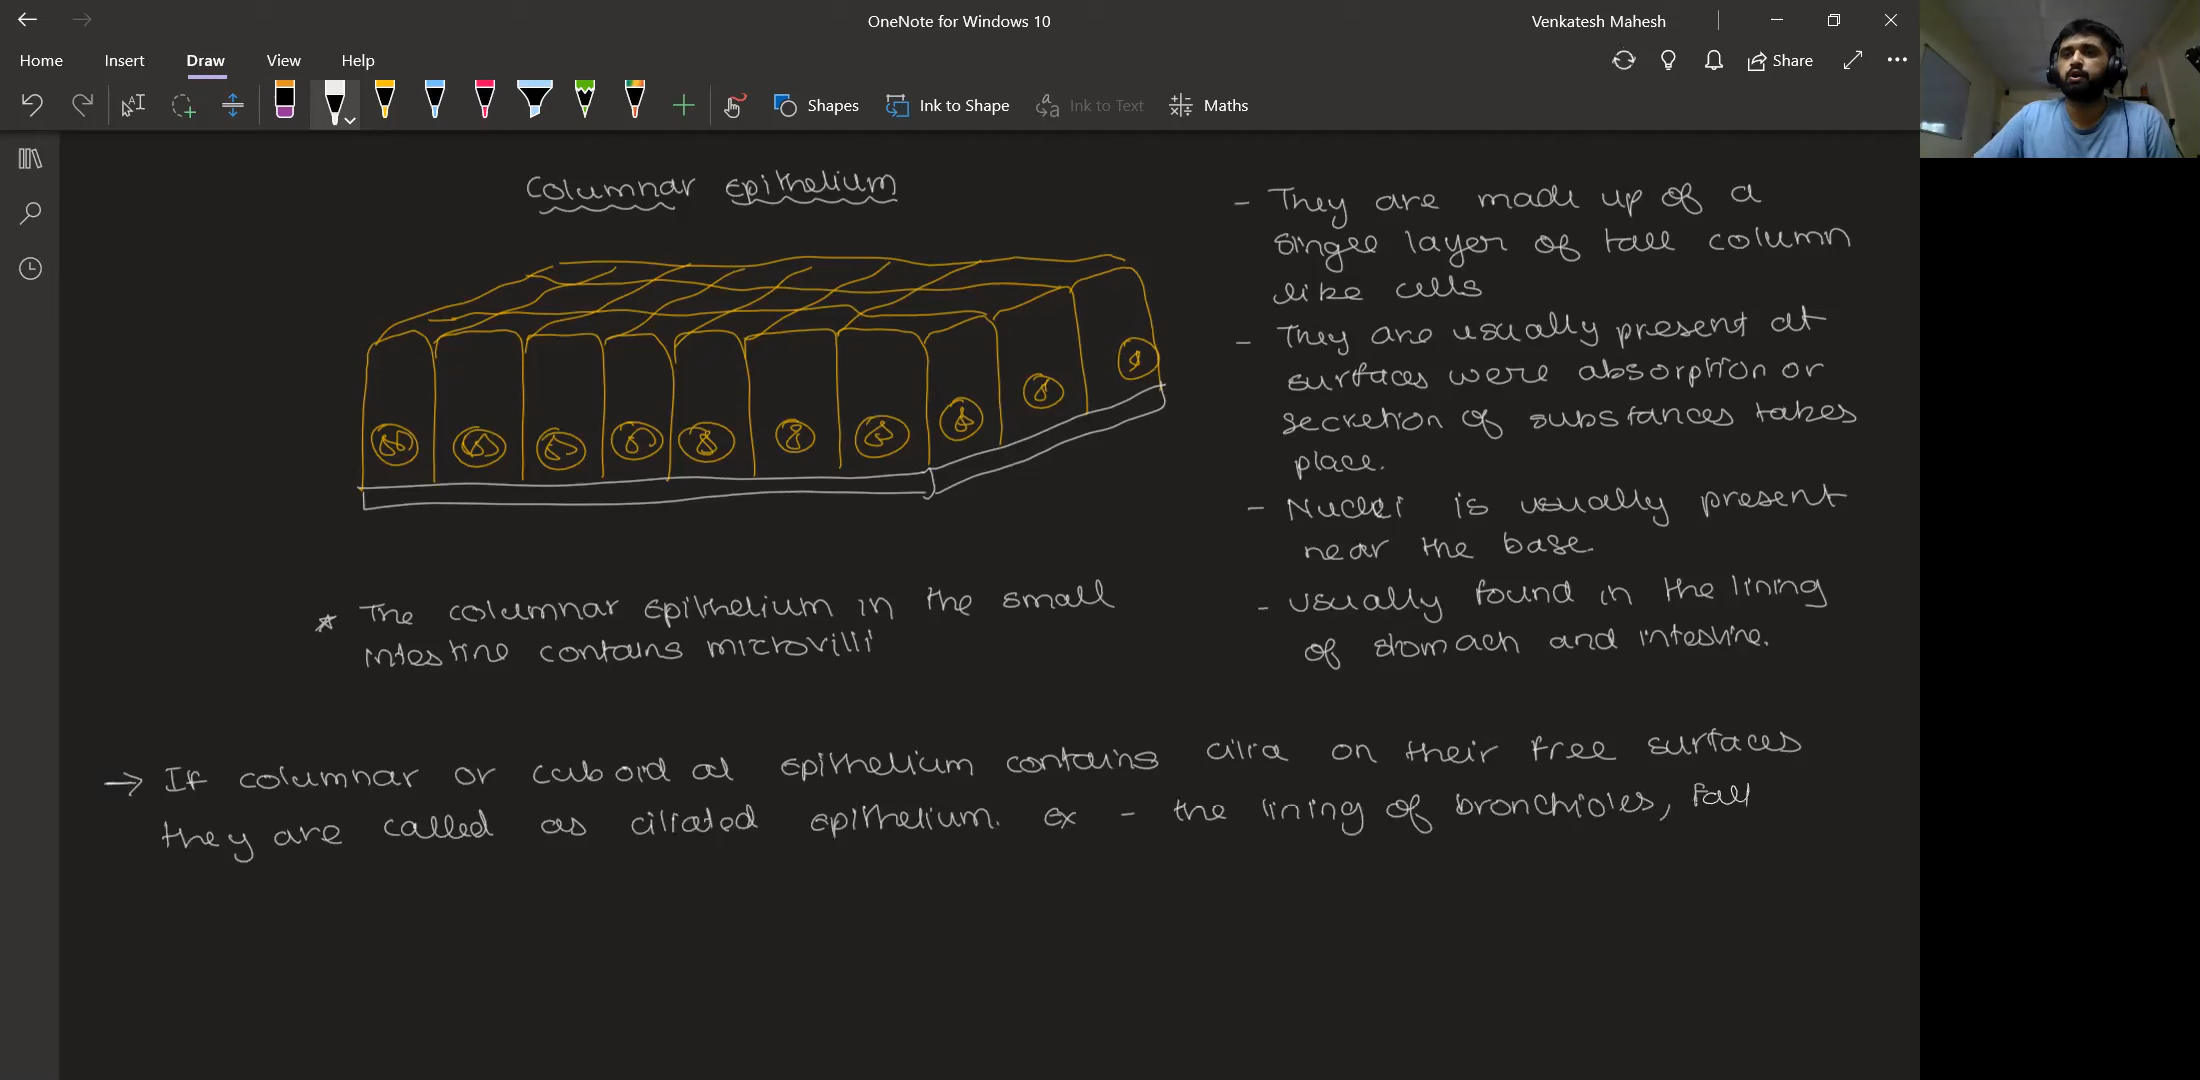 OneNote for Windows 10
Venkatesh Mahesh
Home Insert Draw View Help
Share
Shapes Ink to Shape Ink to Text Maths
Columnar epithelium
- They are made up of a
single layer of tall column
like cells
- They are usually present at
surfaces were absorption or
secretion of substances takes
place.
- Nuclei is usually present
near the base.
- usually found in the lining
of stomach and intestine.
* The columnar epithelium in the small
intestine contains microvilli
→ If columnar or cuboidal epithelium contains cilia on their free surfaces
they are called as ciliated epithelium. ex - the lining of bronchioles, fall